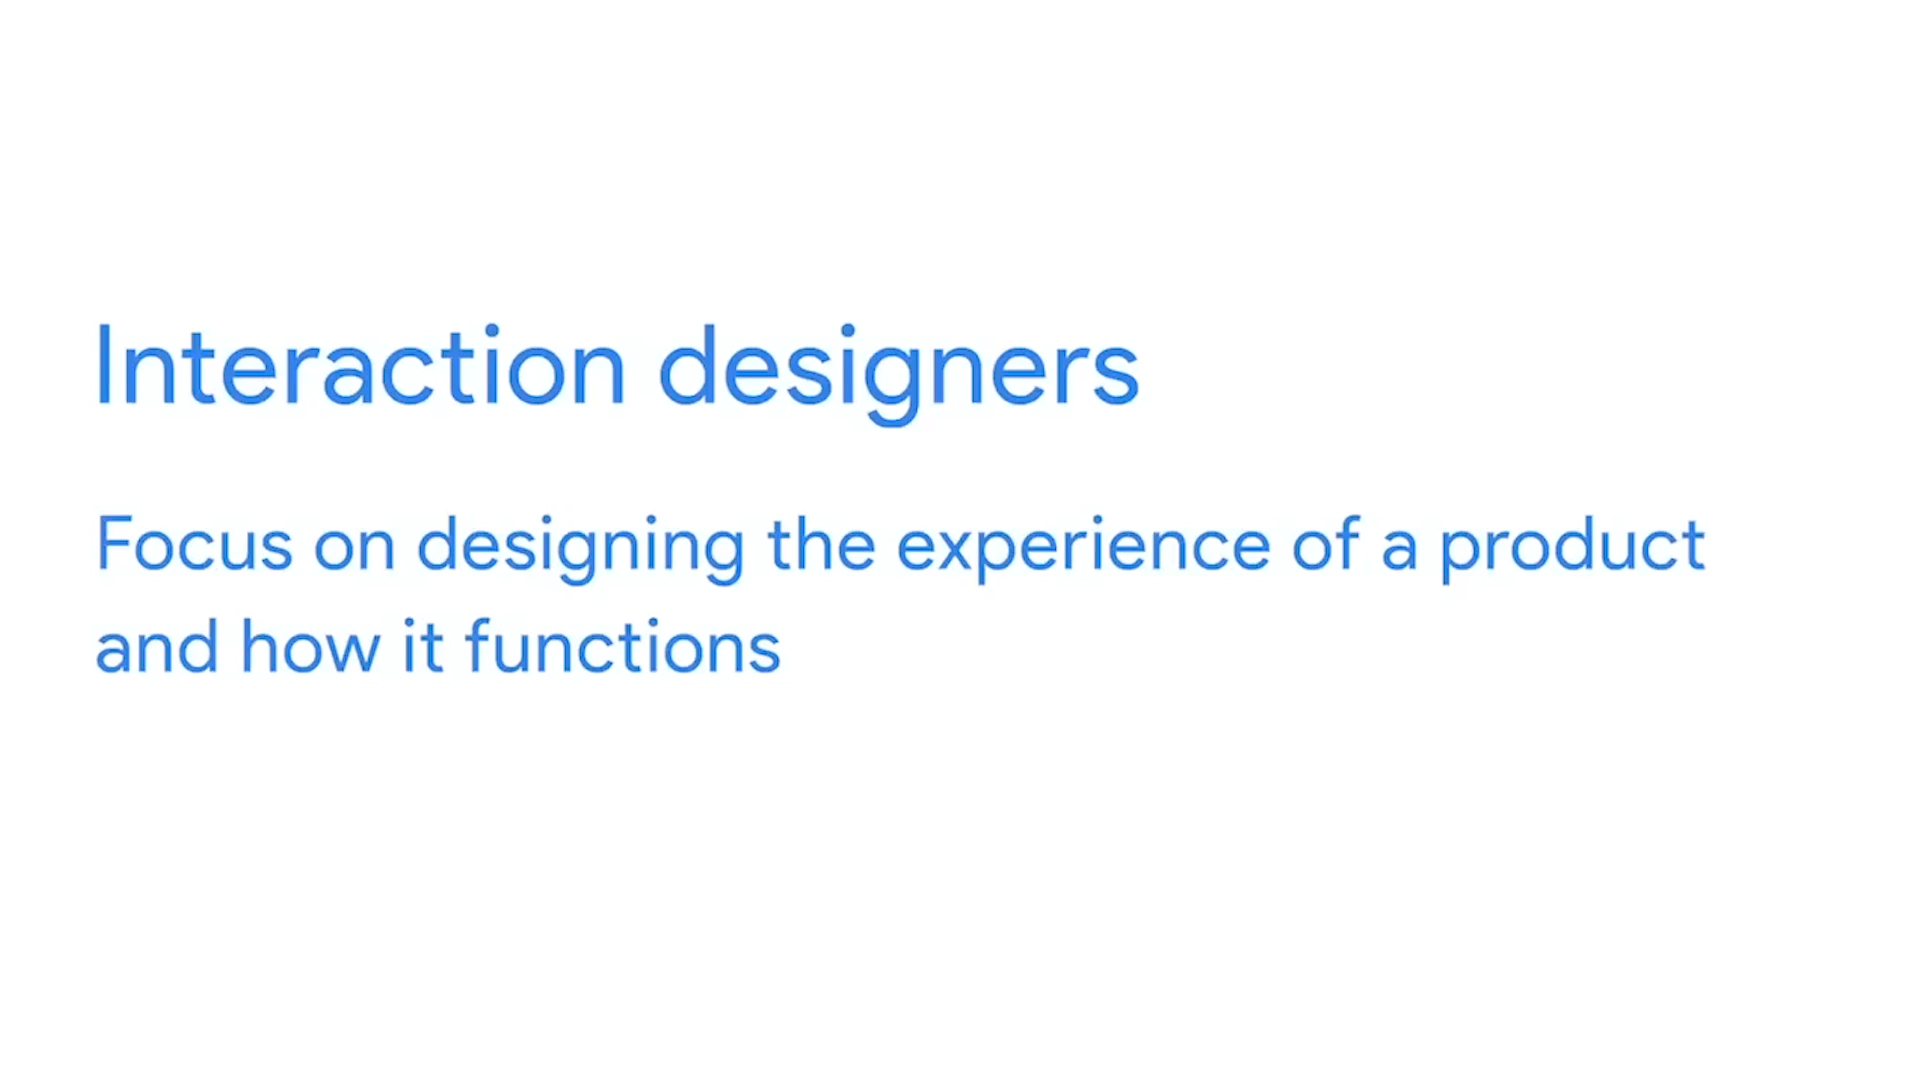 Interaction designers
Focus on designing the experience of a product
and how it functions